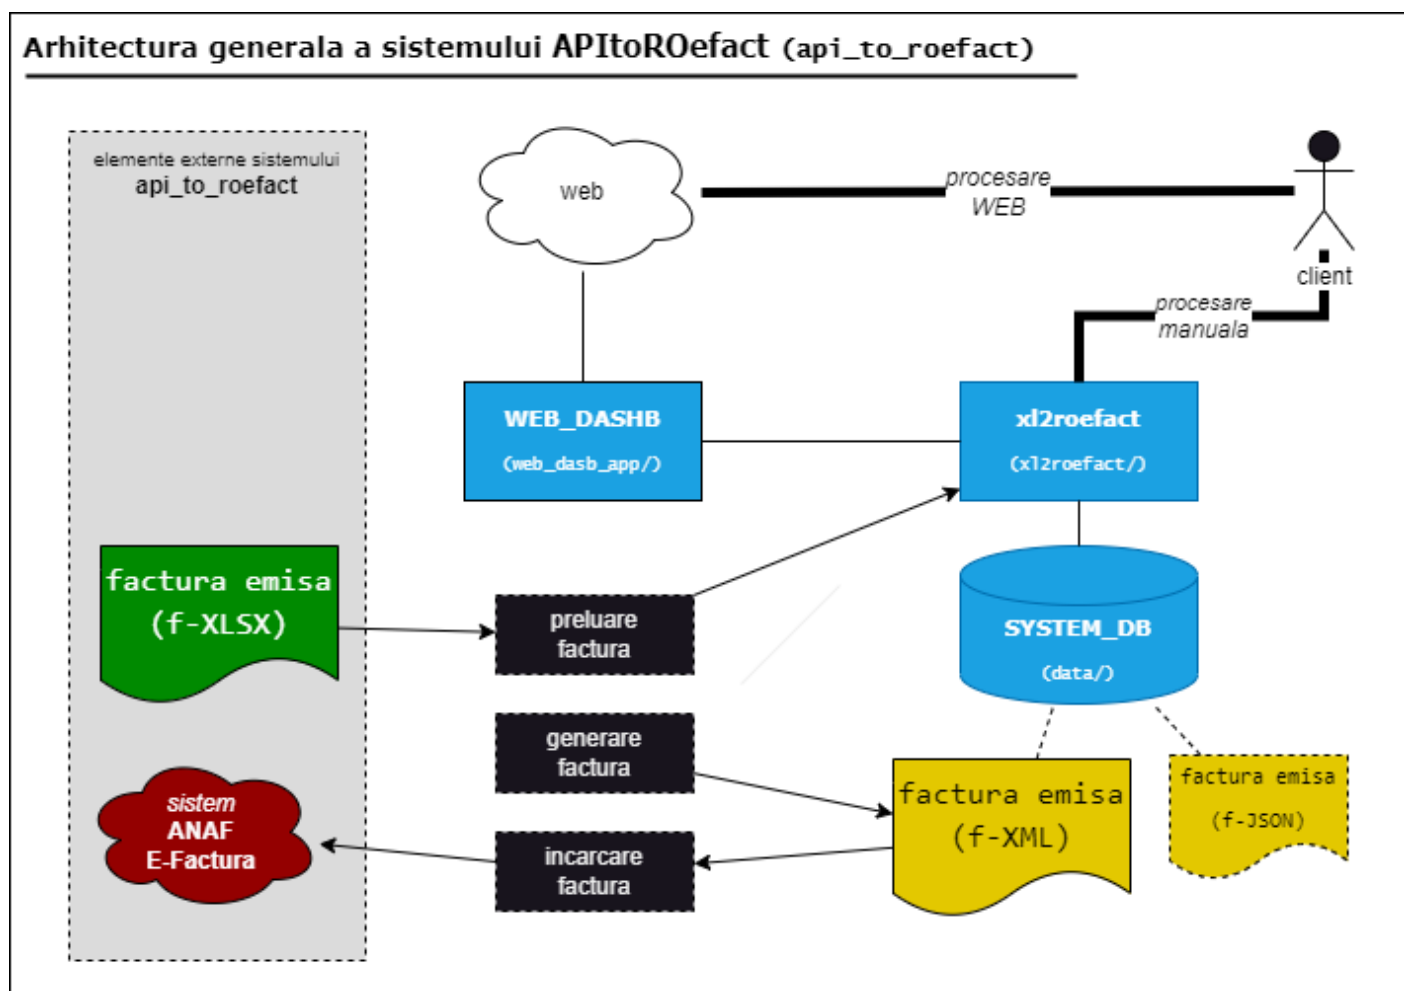 Arhitectura generala a sistemului APItoROefact (api_to_roefact)
elemente externe sistemului
api_to_roefact
web
procesare
WEB
client
procesare
manuala
WEB_DASHB
(web_dasb_app/)
xl2roefact
(xl2roefact/)
factura emisa
(f-XLSX)
preluare
factura
SYSTEM_DB
(data/)
generare
factura
factura emisa
(f-XML)
factura emisa
(f-JSON)
sistem
ANAF
E-Factura
incarcare
factura